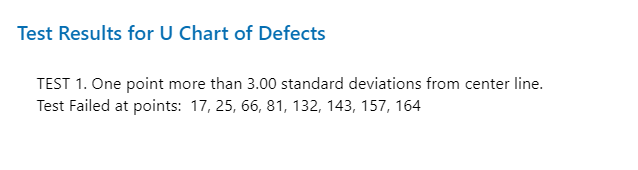 Test Results for U Chart of Defects
TEST 1. One point more than 3.00 standard deviations from center line.
Test Failed at points:  17, 25, 66, 81, 132, 143, 157, 164